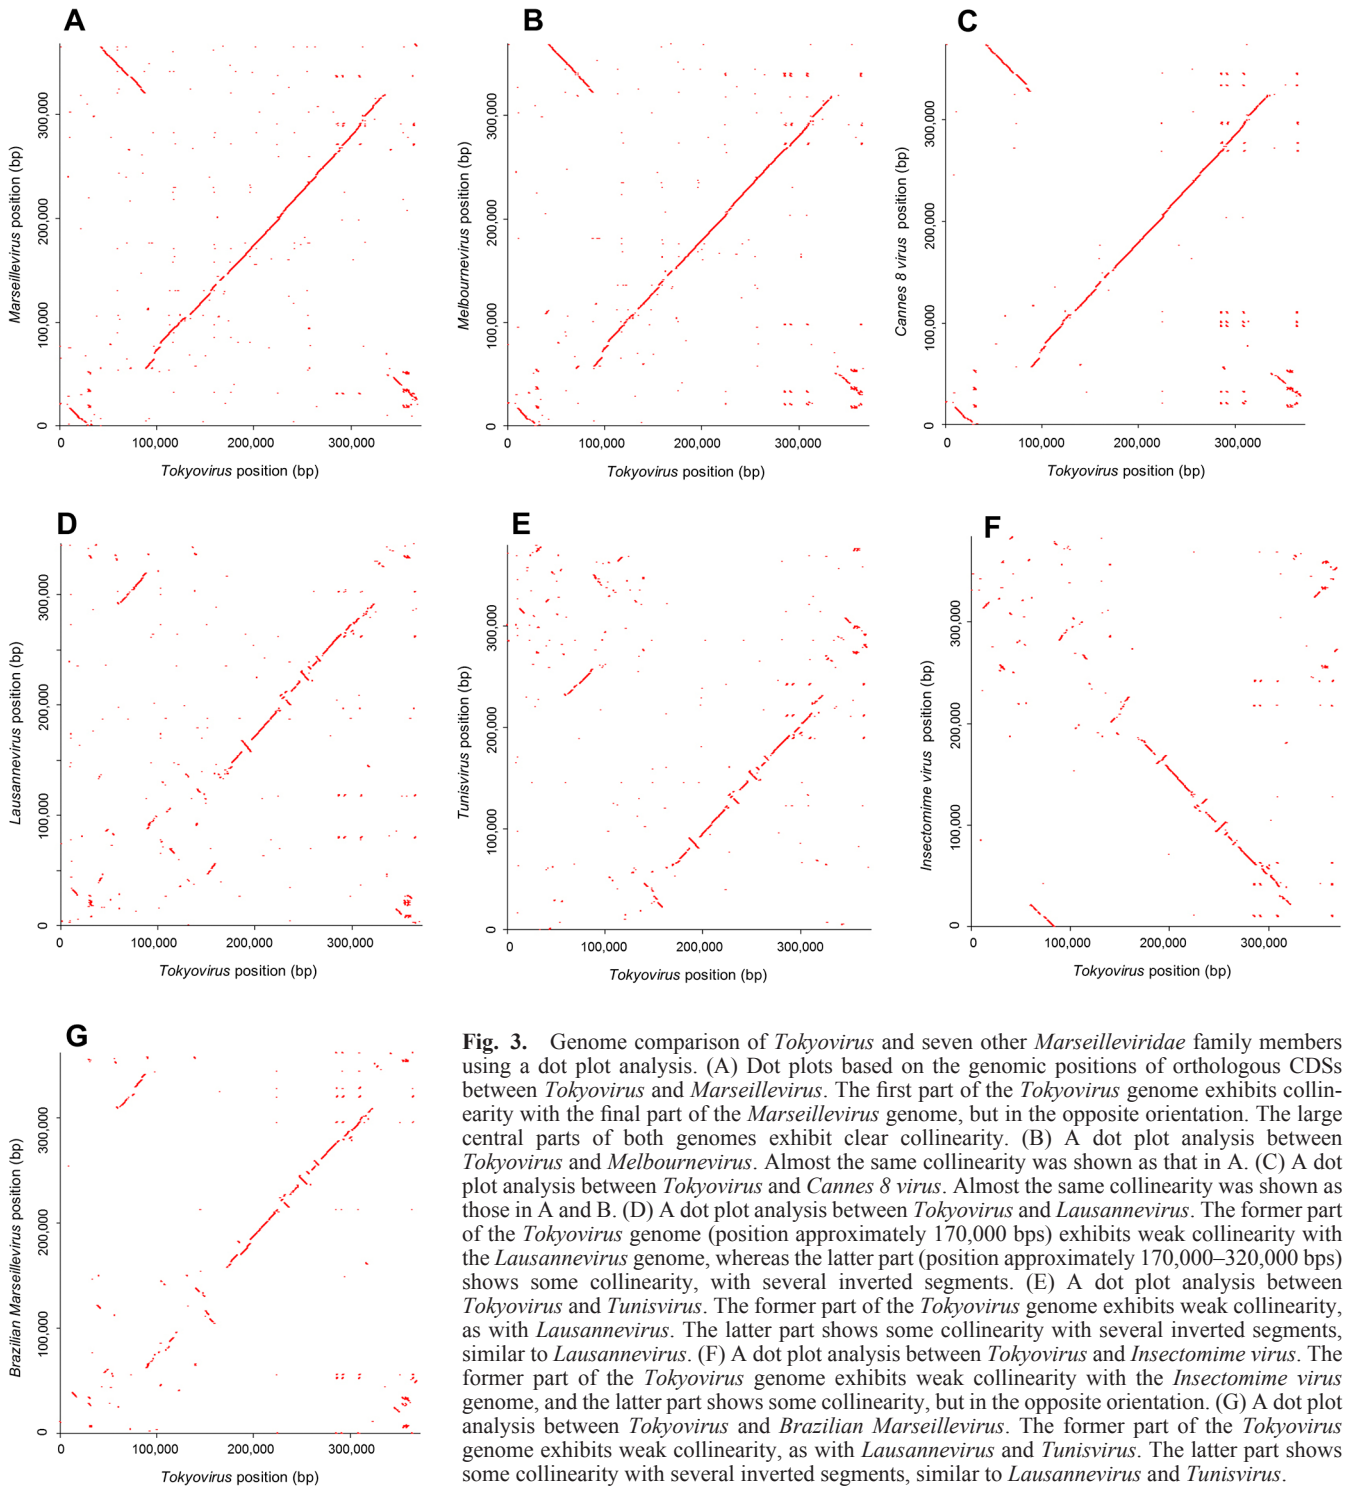 A
B
C
Marseillevirus position (bp)
0
100,000
200,000
300,000
0
100,000
200,000
300,000
Tokyovirus position (bp)
Melbournevirus position (bp)
0
100,000
200,000
300,000
0
100,000
200,000
300,000
Tokyovirus position (bp)
Cannes 8 virus position (bp)
0
100,000
200,000
300,000
0
100,000
200,000
300,000
Tokyovirus position (bp)
D
E
F
Lausannevirus position (bp)
0
100,000
200,000
300,000
0
100,000
200,000
300,000
Tokyovirus position (bp)
Tunisvirus position (bp)
0
100,000
200,000
300,000
0
100,000
200,000
300,000
Tokyovirus position (bp)
Insectomime virus position (bp)
0
100,000
200,000
300,000
0
100,000
200,000
300,000
Tokyovirus position (bp)
G
Brazilian Marseillevirus position (bp)
0
100,000
200,000
300,000
0
100,000
200,000
300,000
Tokyovirus position (bp)
Fig. 3. Genome comparison of Tokyovirus and seven other Marseilleviridae family members
using a dot plot analysis. (A) Dot plots based on the genomic positions of orthologous CDSs
between Tokyovirus and Marseillevirus. The first part of the Tokyovirus genome exhibits collin-
earity with the final part of the Marseillevirus genome, but in the opposite orientation. The large
central parts of both genomes exhibit clear collinearity. (B) A dot plot analysis between
Tokyovirus and Melbournevirus. Almost the same collinearity was shown as that in A. (C) A dot
plot analysis between Tokyovirus and Cannes 8 virus. Almost the same collinearity was shown as
those in A and B. (D) A dot plot analysis between Tokyovirus and Lausannevirus. The former part
of the Tokyovirus genome (position approximately 170,000 bps) exhibits weak collinearity with
the Lausannevirus genome, whereas the latter part (position approximately 170,000–320,000 bps)
shows some collinearity, with several inverted segments. (E) A dot plot analysis between
Tokyovirus and Tunisvirus. The former part of the Tokyovirus genome exhibits weak collinearity,
as with Lausannevirus. The latter part shows some collinearity with several inverted segments,
similar to Lausannevirus. (F) A dot plot analysis between Tokyovirus and Insectomime virus. The
former part of the Tokyovirus genome exhibits weak collinearity with the Insectomime virus
genome, and the latter part shows some collinearity, but in the opposite orientation. (G) A dot plot
analysis between Tokyovirus and Brazilian Marseillevirus. The former part of the Tokyovirus
genome exhibits weak collinearity, as with Lausannevirus and Tunisvirus. The latter part shows
some collinearity with several inverted segments, similar to Lausannevirus and Tunisvirus.